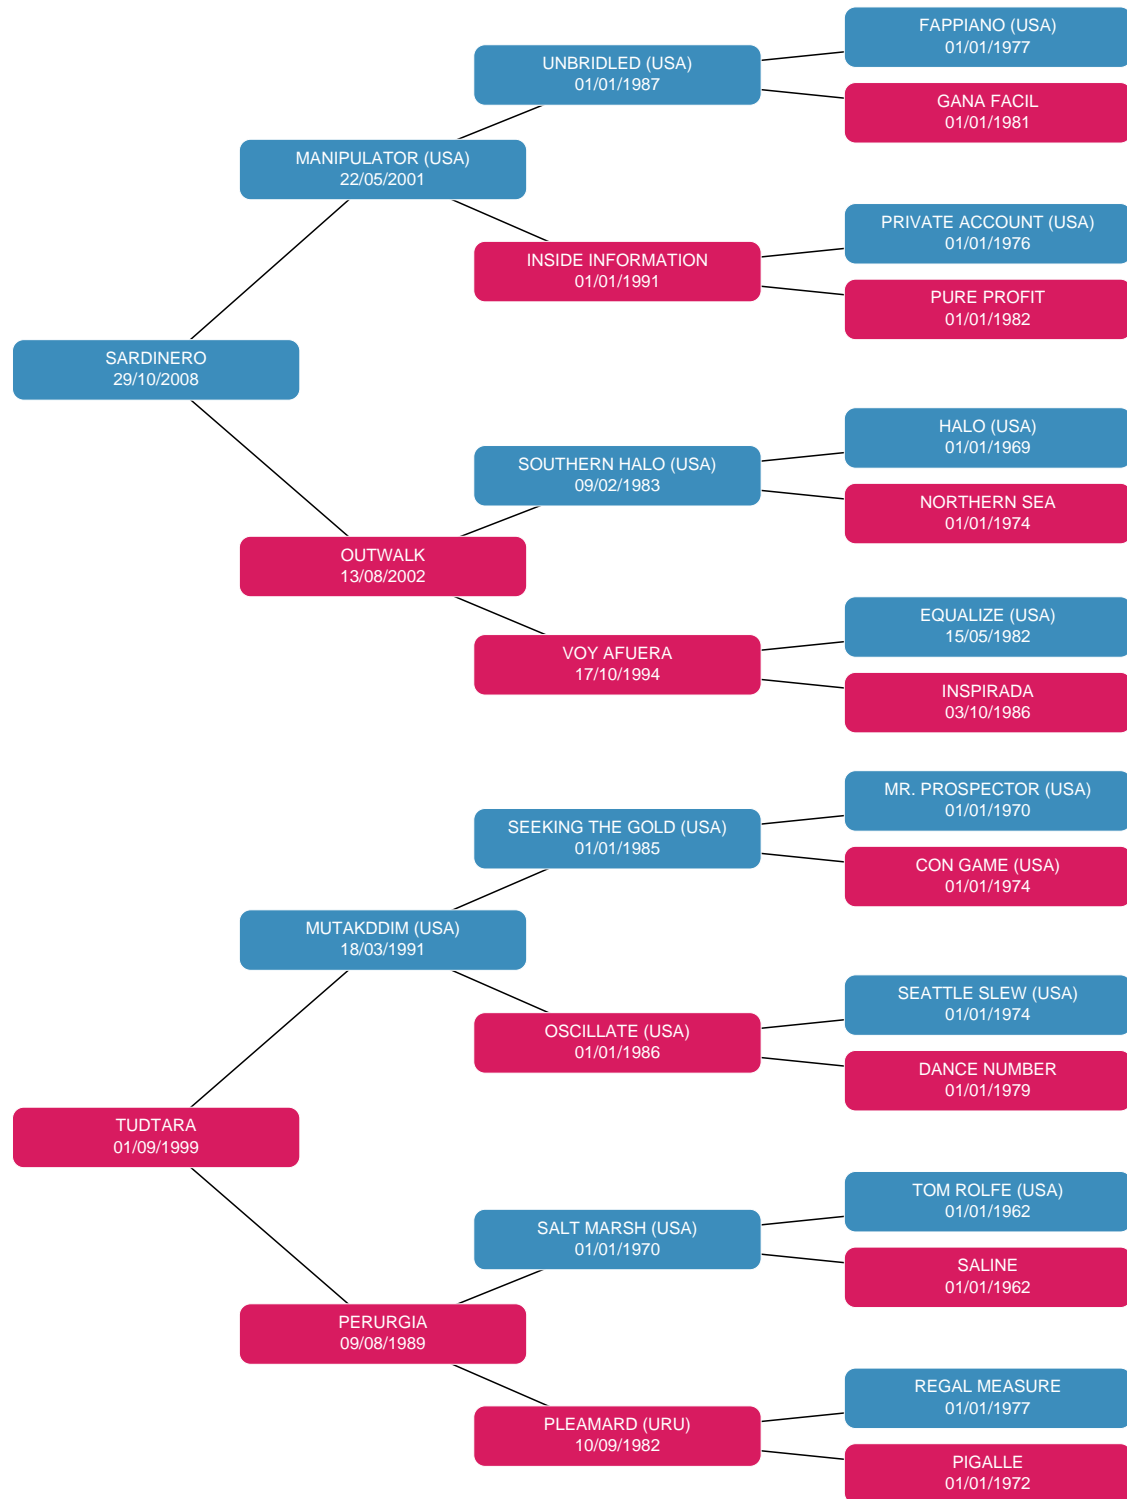 FAPPIANO (USA)
01/01/1977
UNBRIDLED (USA)
01/01/1987
GANA FACIL
01/01/1981
MANIPULATOR (USA)
22/05/2001
PRIVATE ACCOUNT (USA)
01/01/1976
INSIDE INFORMATION
01/01/1991
PURE PROFIT
01/01/1982
SARDINERO
29/10/2008
HALO (USA)
01/01/1969
SOUTHERN HALO (USA)
09/02/1983
NORTHERN SEA
01/01/1974
OUTWALK
13/08/2002
EQUALIZE (USA)
15/05/1982
VOY AFUERA
17/10/1994
INSPIRADA
03/10/1986
MR. PROSPECTOR (USA)
01/01/1970
SEEKING THE GOLD (USA)
01/01/1985
CON GAME (USA)
01/01/1974
MUTAKDDIM (USA)
18/03/1991
SEATTLE SLEW (USA)
01/01/1974
OSCILLATE (USA)
01/01/1986
DANCE NUMBER
01/01/1979
TUDTARA
01/09/1999
TOM ROLFE (USA)
01/01/1962
SALT MARSH (USA)
01/01/1970
SALINE
01/01/1962
PERURGIA
09/08/1989
REGAL MEASURE
01/01/1977
PLEAMARD (URU)
10/09/1982
PIGALLE
01/01/1972